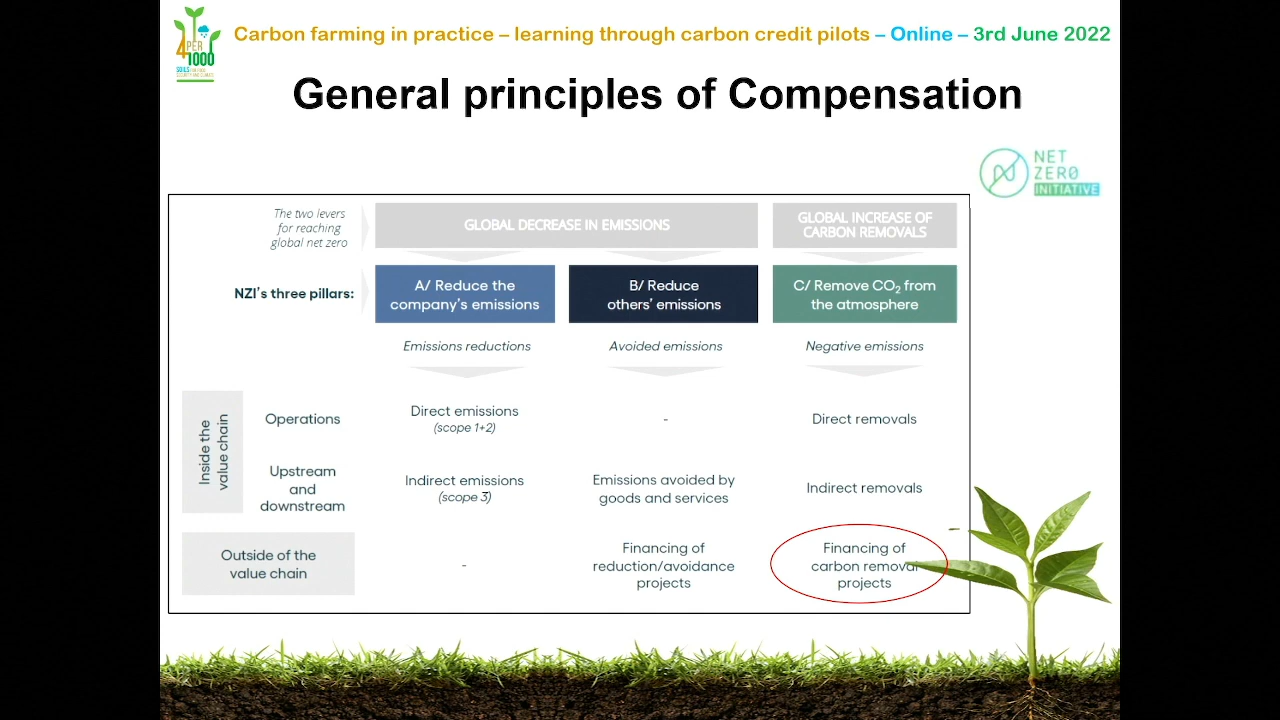 4 PER
1000
Carbon farming in practice – learning through carbon credit pilots – Online – 3rd June 2022
General principles of Compensation
NET
ZERØ
INITIATIVE
The two levers
for reaching
global net zero
GLOBAL DECREASE IN EMISSIONS
GLOBAL INCREASE OF
CARBON REMOVALS
NZI's three pillars:
A/ Reduce the
company's emissions
B/ Reduce
others' emissions
C/ Remove CO₂ from
the atmosphere
Emissions reductions
Avoided emissions
Negative emissions
Inside the
value chain
Operations
Direct emissions
(scope 1+2)
-
Direct removals
Upstream
and
downstream
Indirect emissions
(scope 3)
Emissions avoided by
goods and services
Indirect removals
Outside of the
value chain
-
Financing of
reduction/avoidance
projects
Financing of
carbon removal
projects